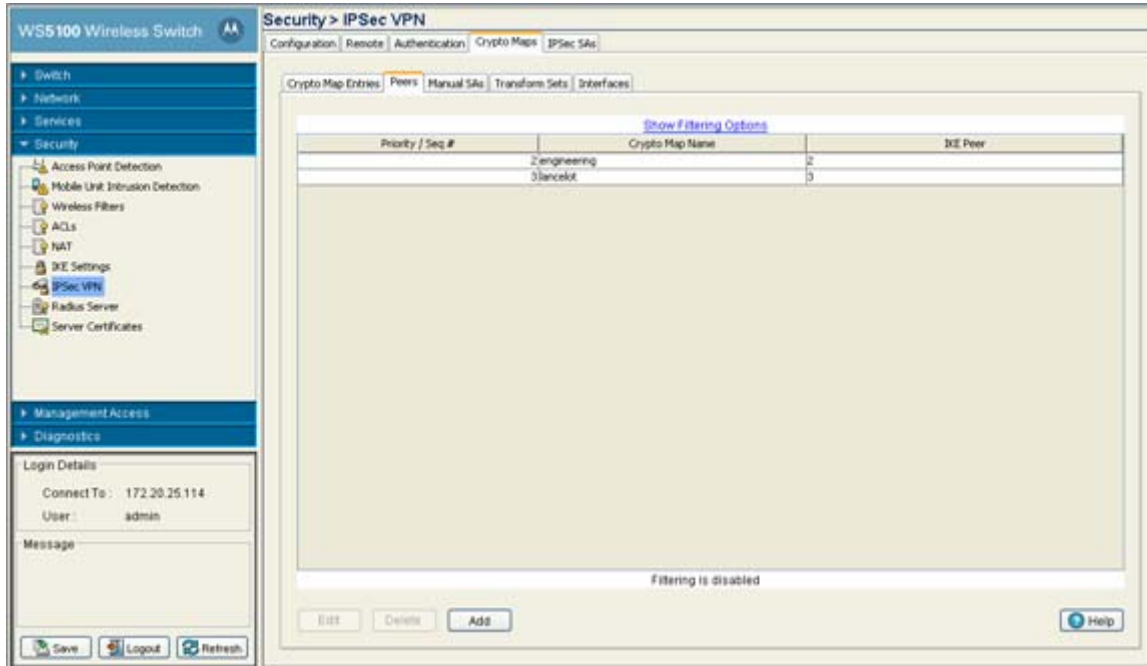 WS5100 Wireless Switch
Switch
Network
Services
Security
Access Point Detection
Mobile Unit Intrusion Detection
Wireless Filters
ACLs
NAT
IKE Settings
IPSec VPN
Radius Server
Server Certificates
Management Access
Diagnostics
Login Details
Connect To : 172.20.25.114
User : admin
Message
Save Logout Refresh
Security > IPSec VPN
Configuration Remote Authentication Crypto Maps IPSec SAs
Crypto Map Entries Peers Manual SAs Transform Sets Interfaces
Show Filtering Options
Priority / Seq # Crypto Map Name IKE Peer
2 engineering 2
3 lancelot 3
Filtering is disabled
Edit Delete Add Help